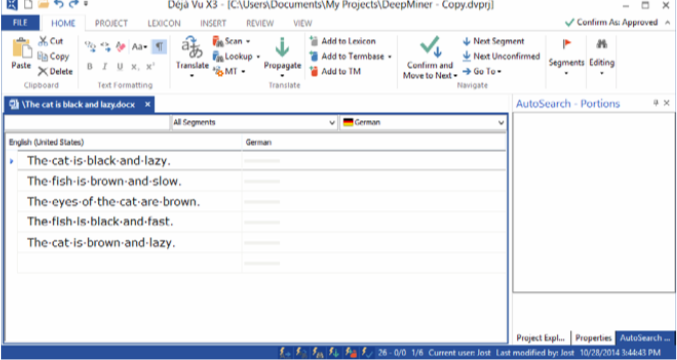 Déjà Vu X3 - [C:\Users\Documents\My Projects\DeepMiner - Copy.dvprj]
FILE HOME PROJECT LEXICON INSERT REVIEW VIEW Confirm As: Approved
Cut Scan Add to Lexicon Next Segment
Copy Lookup Add to Termbase Next Unconfirmed
Paste Delete B I U x, x' Aa Translate MT Propagate Add to TM Confirm and Move to Next Go To Segments Editing
Clipboard Text Formatting Translate Navigate
\The cat is black and lazy.docx × AutoSearch - Portions
All Segments German
English (United States) German
The·cat·is·black·and·lazy.
The·fish·is·brown·and·slow.
The·eyes·of·the·cat·are·brown.
The·fish·is·black·and·fast.
The·cat·is·brown·and·lazy.
Project Expl... Properties AutoSearch ...
26 - 0/0 1/6 Current user: Jost Last modified by: Jost 10/28/2014 3:44:43 PM